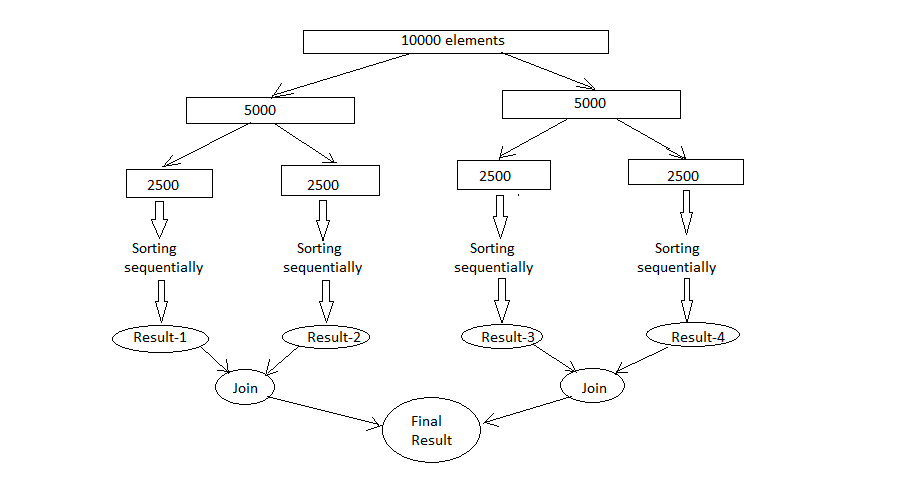 10000 elements
5000
5000
2500
2500
2500
2500
Sorting
sequentially
Sorting
sequentially
Sorting
sequentially
Sorting
sequentially
Result-1
Result-2
Result-3
Result-4
Join
Join
Final
Result